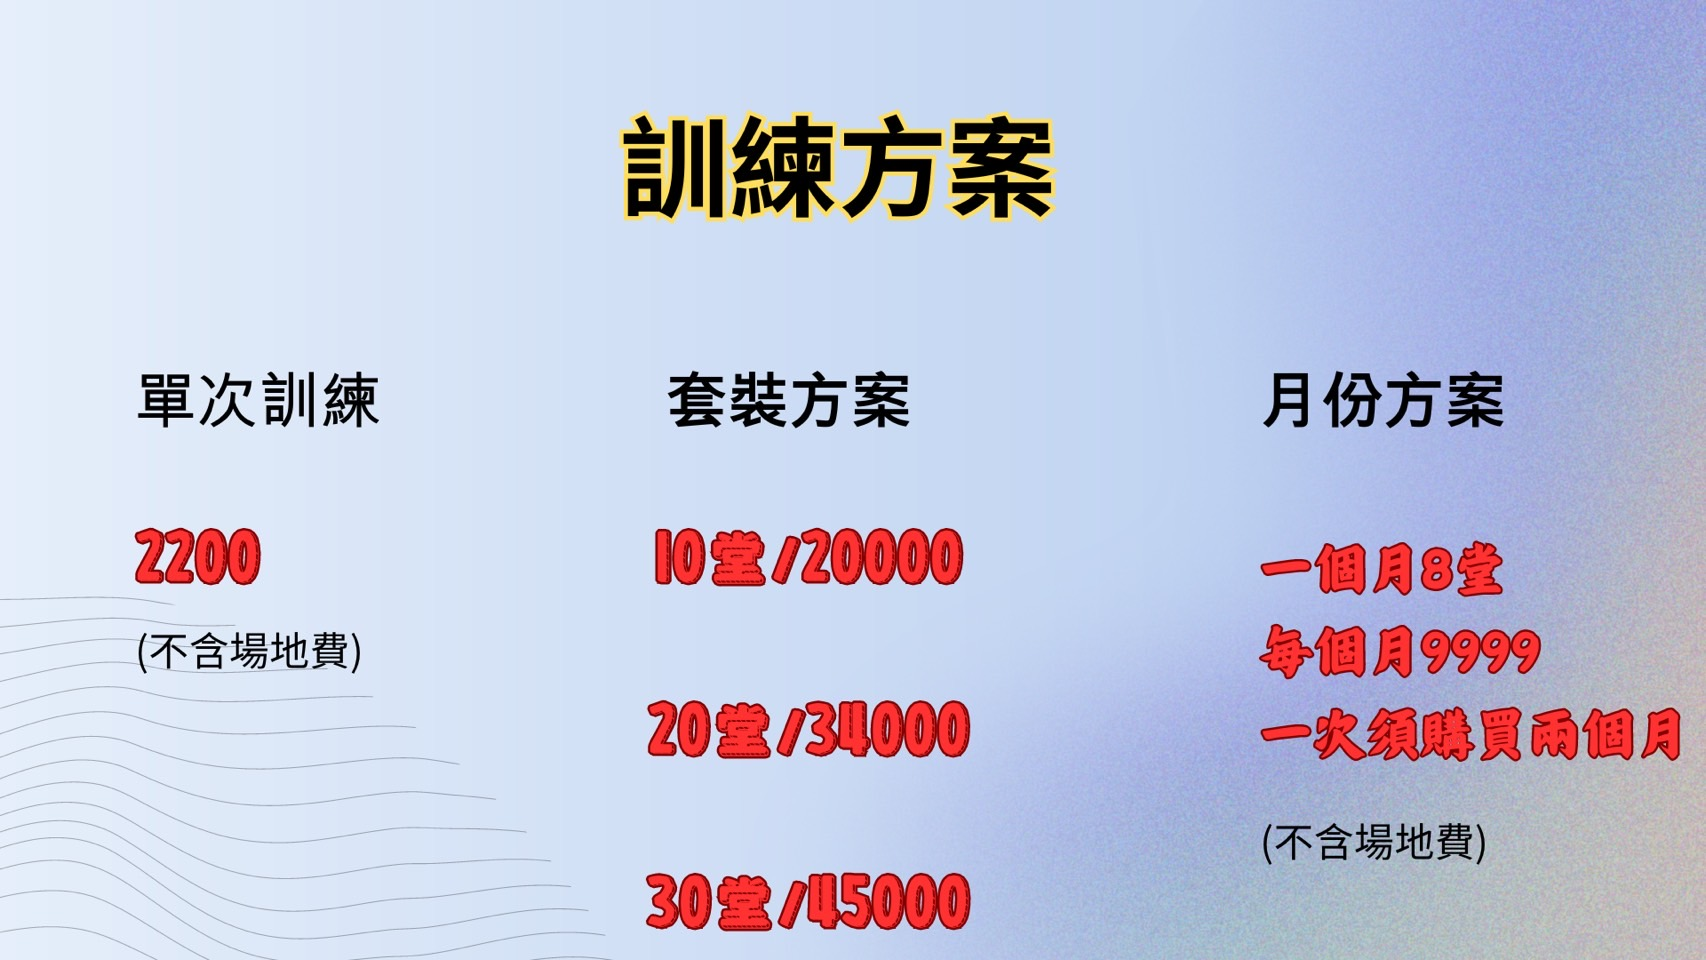 訓練方案
單次訓練
2200
(不含場地費)
套裝方案
10堂/20000
20堂/34000
30堂/45000
月份方案
一個月8堂
每個月9999
一次須購買兩個月
(不含場地費)